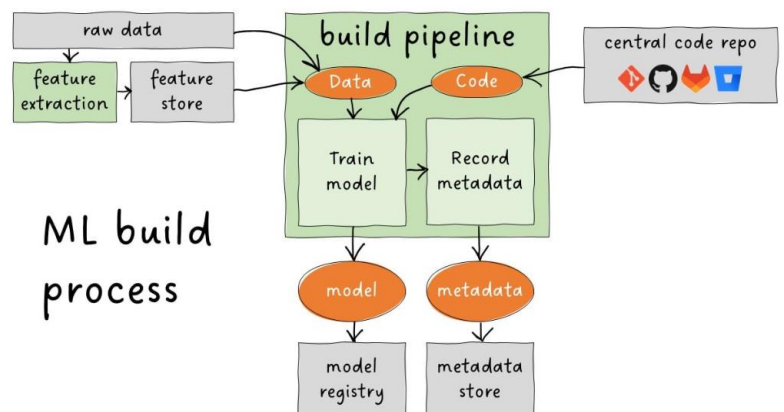 raw data
feature
extraction
feature
store
build pipeline
Data
Code
central code repo
Train
model
Record
metadata
ML build
process
model
metadata
model
registry
metadata
store